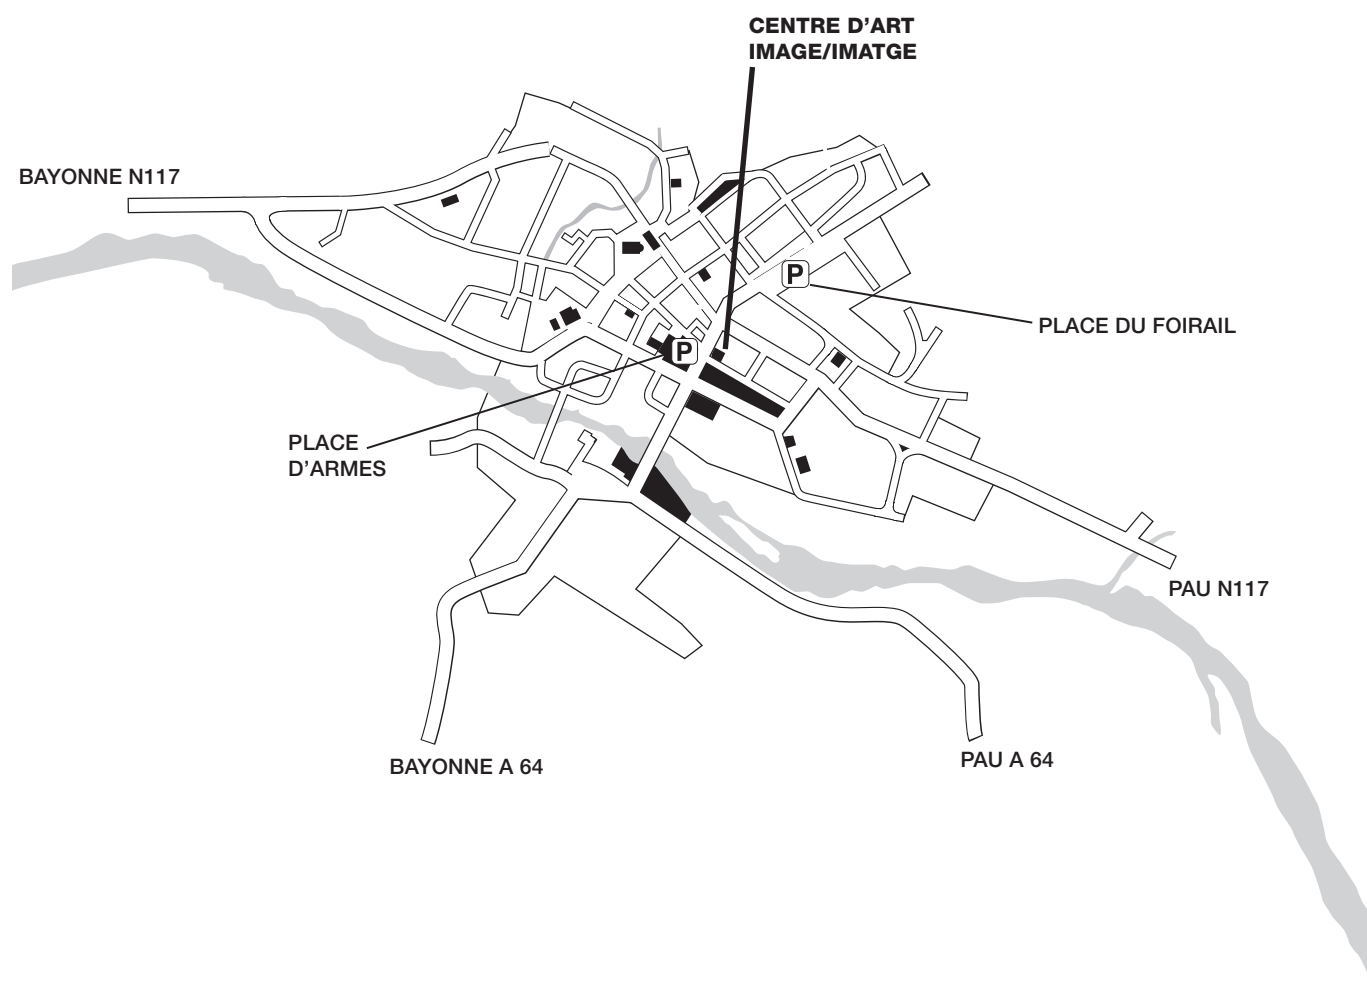 CENTRE D’ART
IMAGE/IMATGE
BAYONNE N117
P
PLACE DU FOIRAIL
P
PLACE
D’ARMES
PAU N117
BAYONNE A 64
PAU A 64